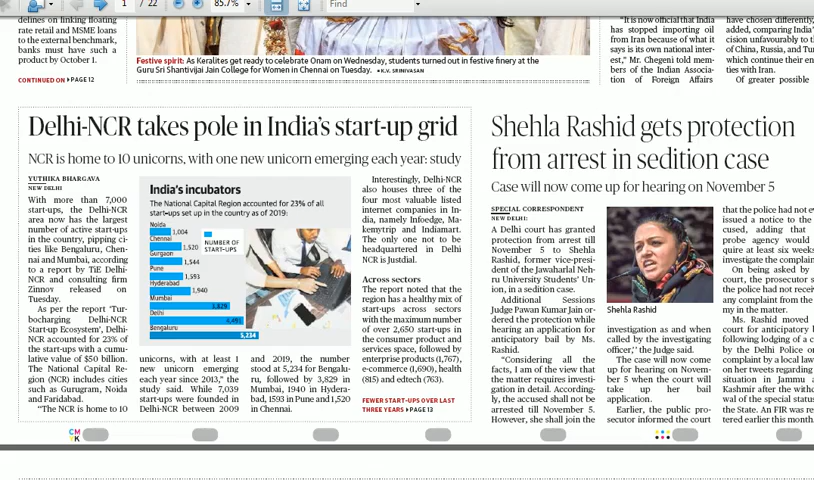 1 / 22
85.7%
Find
delines on linking floating
rate retail and MSME loans
to the external benchmark,
banks must have such a
product by October 1.
CONTINUED ON PAGE 12
Festive spirit: As Keralites get ready to celebrate Onam on Wednesday, students turned out in festive finery at the
Guru Sri Shantivijai Jain College for Women in Chennai on Tuesday. K.V. SRINIVASAN
"It is now official that India
has stopped importing oil
from Iran because of what it
says is its own national inter-
est," Mr. Chegeni told mem-
bers of the Indian Associa-
tion of Foreign Affairs
have chosen differently,
added, comparing India'
cision unfavourably to t
of China, Russia, and Tur
which continue their en
ties with Iran.
Of greater possible
Delhi-NCR takes pole in India's start-up grid
NCR is home to 10 unicorns, with one new unicorn emerging each year: study
YUTHIKA BHARGAVA
NEW DELHI
With more than 7,000
start-ups, the Delhi-NCR
area now has the largest
number of active start-ups
in the country, pipping ci-
ties like Bengaluru, Chen-
nai and Mumbai, according
to a report by TiE Delhi-
NCR and consulting firm
Zinnov released on
Tuesday.
As per the report 'Tur-
bocharging Delhi-NCR
Start-up Ecosystem', Delhi-
NCR accounted for 23% of
the start-ups with a cumu-
lative value of $50 billion.
The National Capital Re-
gion (NCR) includes cities
such as Gurugram, Noida
and Faridabad.
"The NCR is home to 10
India's incubators
The National Capital Region accounted for 23% of all
start-ups set up in the country as of 2019:
Noida
1,004
Chennai
1,520
Gurgaon
1,544
Pune
1,593
Hyderabad
1,940
Mumbai
3,829
Delhi
4,491
Bengaluru
5,234
NUMBER OF
START-UPS
unicorns, with at least 1
new unicorn emerging
each year since 2013," the
study said. While 7,039
start-ups were founded in
Delhi-NCR between 2009
and 2019, the number
stood at 5,234 for Bengalu-
ru, followed by 3,829 in
Mumbai, 1940 in Hydera-
bad, 1593 in Pune and 1,520
in Chennai.
Interestingly, Delhi-NCR
also houses three of the
four most valuable listed
internet companies in In-
dia, namely Infoedge, Ma-
kemytrip and Indiamart.
The only one not to be
headquartered in Delhi
NCR is Justdial.
Across sectors
The report noted that the
region has a healthy mix of
start-ups across sectors
with the maximum number
of over 2,650 start-ups in
the consumer product and
services space, followed by
enterprise products (1,767),
e-commerce (1,690), health
(815) and edtech (763).
FEWER START-UPS OVER LAST
THREE YEARS PAGE 13
Shehla Rashid gets protection
from arrest in sedition case
Case will now come up for hearing on November 5
SPECIAL CORRESPONDENT
NEW DELHI:
A Delhi court has granted
protection from arrest till
November 5 to Shehla
Rashid, former vice-presi-
dent of the Jawaharlal Neh-
ru University Students' Un-
ion, in a sedition case.
Additional Sessions
Judge Pawan Kumar Jain or-
dered the protection while
hearing an application for
anticipatory bail by Ms.
Rashid.
"Considering all the
facts, I am of the view that
the matter requires investi-
gation in detail. According-
ly, the accused shall not be
arrested till November 5.
However, she shall join the
Shehla Rashid
investigation as and when
called by the investigating
officer," the Judge said.
The case will now come
up for hearing on Novem-
ber 5 when the court will
take up her bail
application.
Earlier, the public pro-
secutor informed the court
that the police had not ev
issued a notice to the
cused, adding that
probe agency would
quire at least six week
investigate the complain
On being asked by
court, the prosecutor s
the police had not receiv
any complaint from the
my in the matter.
Ms. Rashid moved
court for anticipatory b
following lodging of a c
by the Delhi Police or
complaint by a local law
on her tweets regarding
situation in Jammu
Kashmir after the withd
wal of the special status
the State. An FIR was re
tered earlier this month
CM
YK